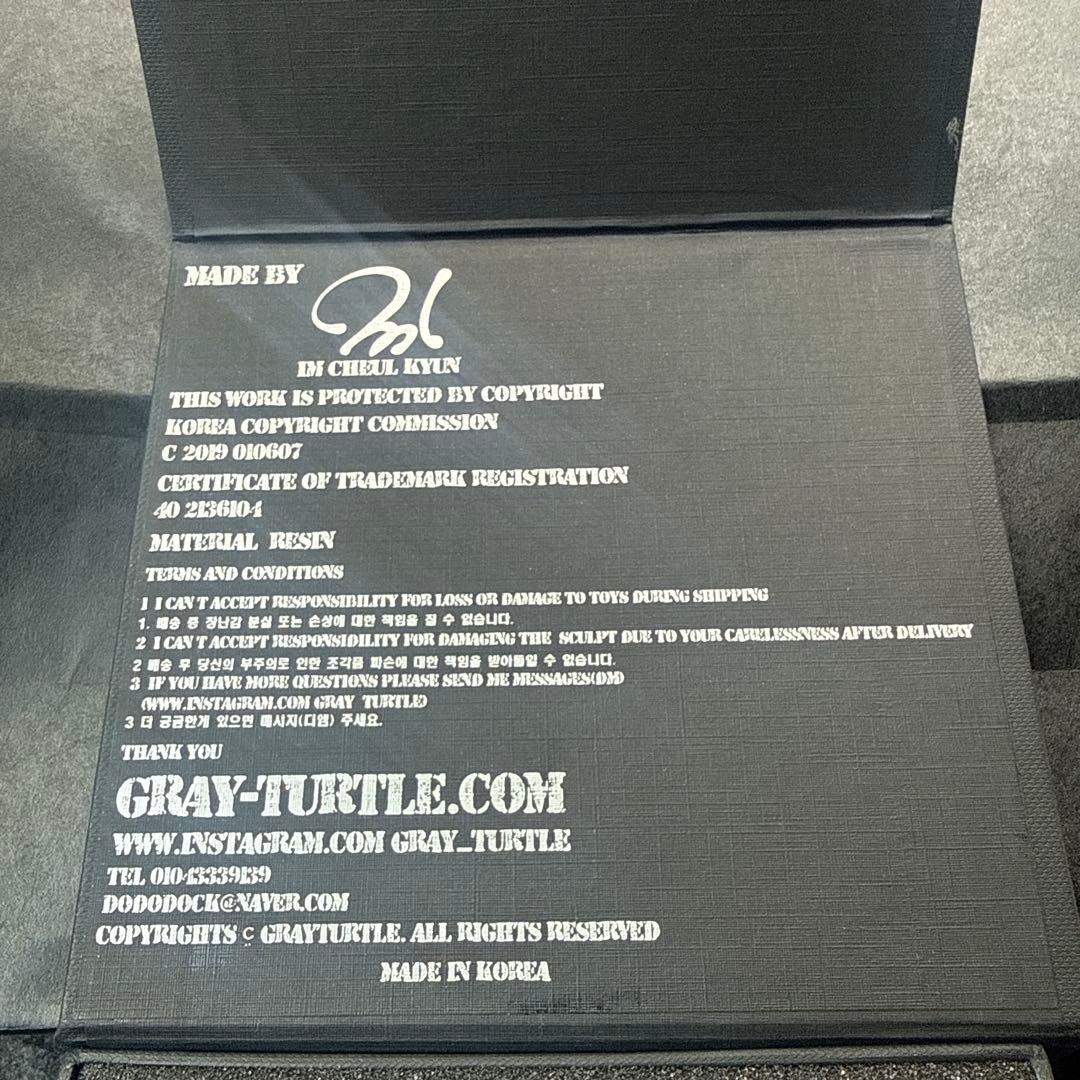 MADE BY
IM CHEUL KYUN
THIS WORK IS PROTECTED BY COPYRIGHT
KOREA COPYRIGHT COMMISSION
C 2019 010607
CERTIFICATE OF TRADEMARK REGISTRATION
40 2136104
MATERIAL RESIN
TERMS AND CONDITIONS
1 I CAN T ACCEPT RESPONSIBILITY FOR LOSS OR DAMAGE TO TOYS DURING SHIPPING
1. 배송 중 장난감 분실 또는 손상에 대한 책임을 질 수 없습니다.
2 I CAN T ACCEPT RESPONSIDILITY FOR DAMAGING THE SCULPT DUE TO YOUR CARELESSNESS AFTER DELIVERY
2 배송 후 당신의 부주의로 인한 조각품 파손에 대한 책임을 받아들일 수 없습니다.
3 IF YOU HAVE MORE QUESTIONS PLEASE SEND ME MESSAGES(DM)
(WWW.INSTAGRAM.COM GRAY TURTLE)
3 더 궁금한게 있으면 메시지(디엠) 주세요.
THANK YOU
GRAY-TURTLE.COM
WWW.INSTAGRAM.COM GRAY_TURTLE
TEL 01043339139
DODODOCK@NAVER.COM
COPYRIGHTS C GRAYTURTLE. ALL RIGHTS RESERVED
MADE IN KOREA